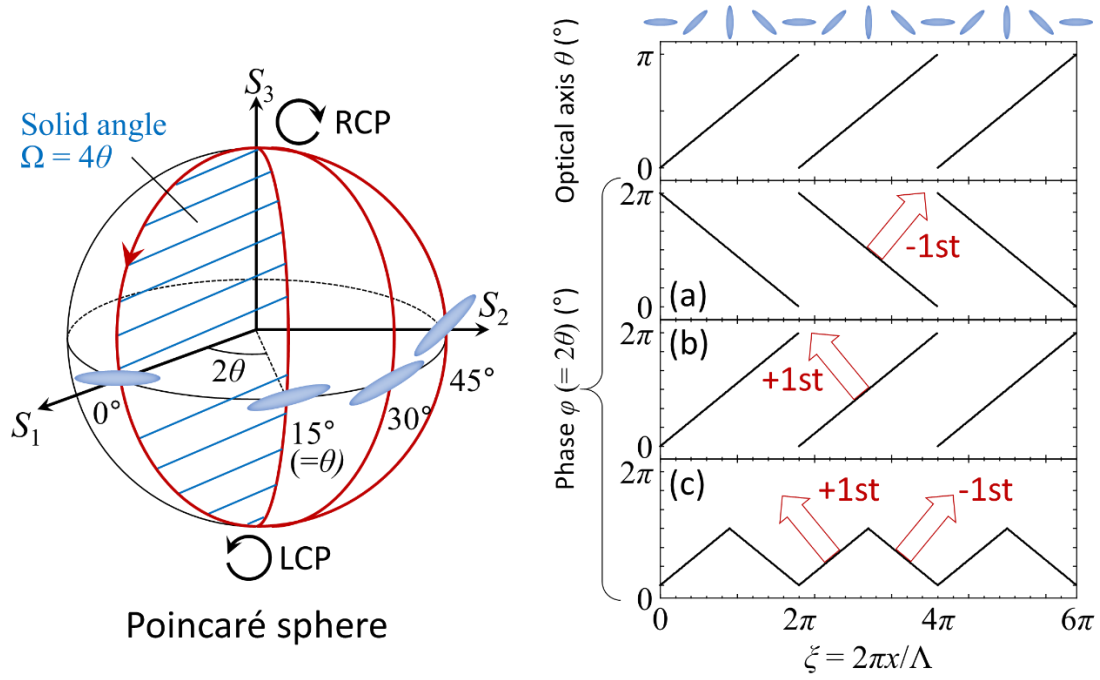 S3
RCP
Solid angle
Ω = 4θ
S2
2θ
S1
0°
15°
(=θ)
30°
45°
LCP
Poincaré sphere
Optical axis θ (°)
π
0
Phase φ (= 2θ) (°)
2π
0
(a)
-1st
2π
0
(b)
+1st
2π
0
(c)
+1st
-1st
0
2π
4π
6π
ξ = 2πx/Λ